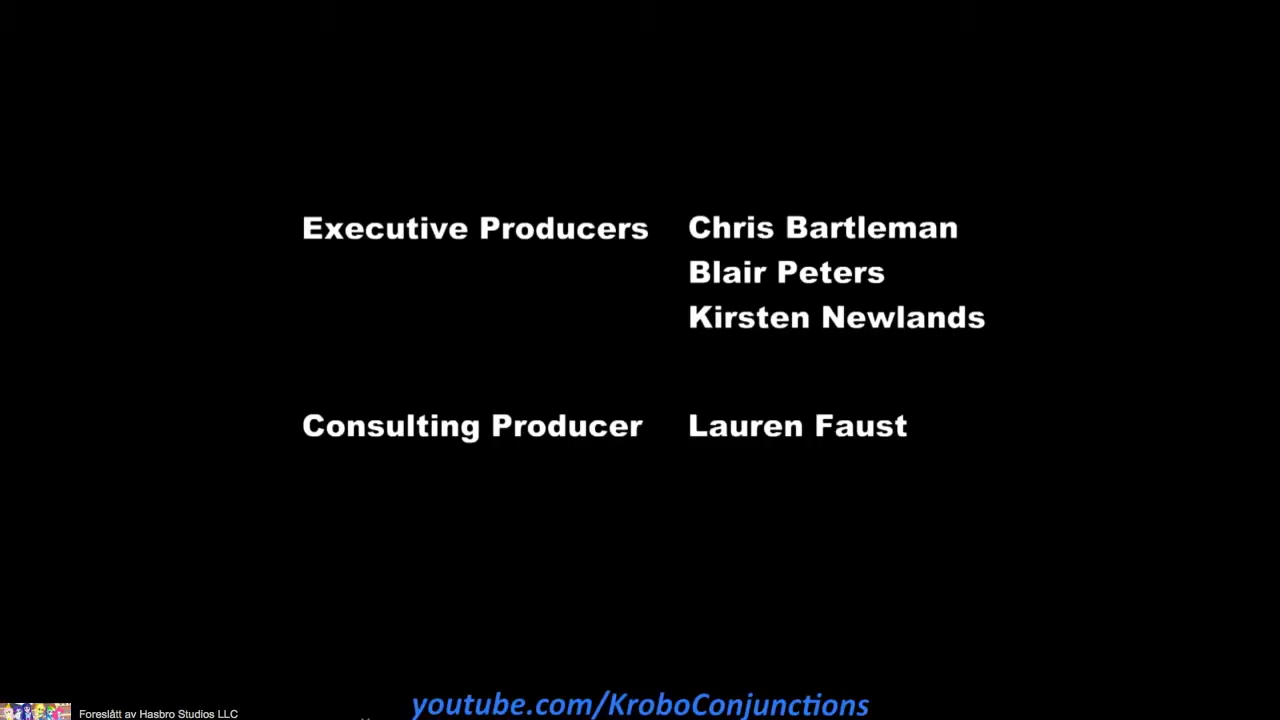 Executive Producers Chris Bartleman
Blair Peters
Kirsten Newlands
Consulting Producer Lauren Faust
youtube.com/KroboConjunctions
Foreslått av Hasbro Studios LLC